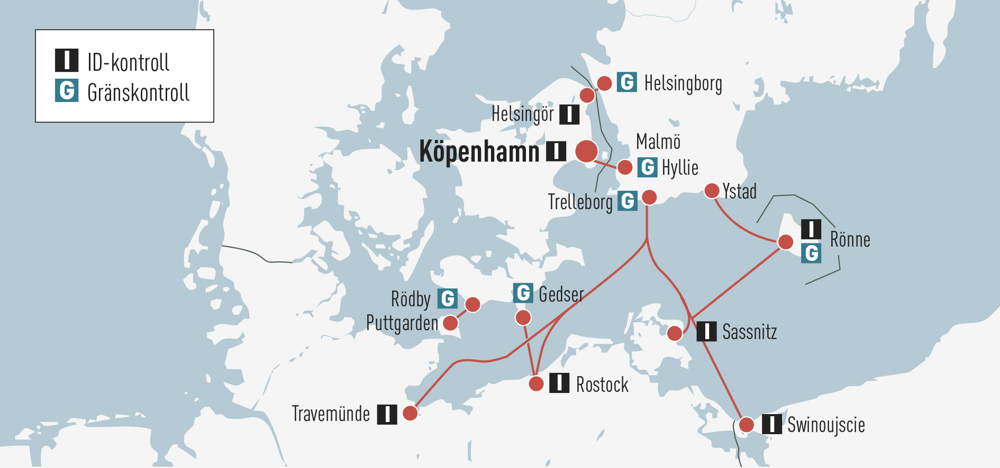 I ID-kontroll
G Gränskontroll
G Helsingborg
Helsingör I
Malmö
Köpenhamn I
G Hyllie
Ystad
Trelleborg G
I
Rönne
G
G Gedser
Rödby G
Puttgarden
I Sassnitz
I Rostock
Travemünde I
I Swinoujscie